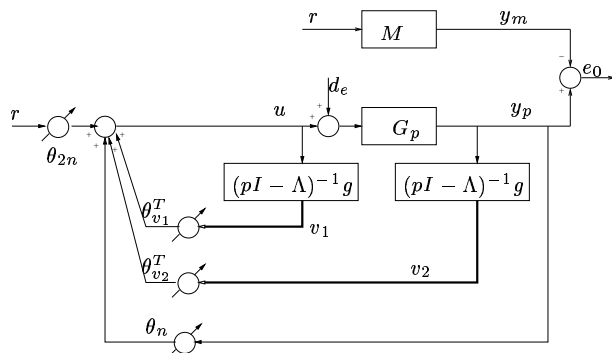 r
M
y_m
−
e_0
+
d_e
r
θ_{2n}
+
+
+
+
+
u
+
+
G_p
y_p
(pI − Λ)^{−1}g
(pI − Λ)^{−1}g
θ_{v_1}^T
v_1
θ_{v_2}^T
v_2
θ_n